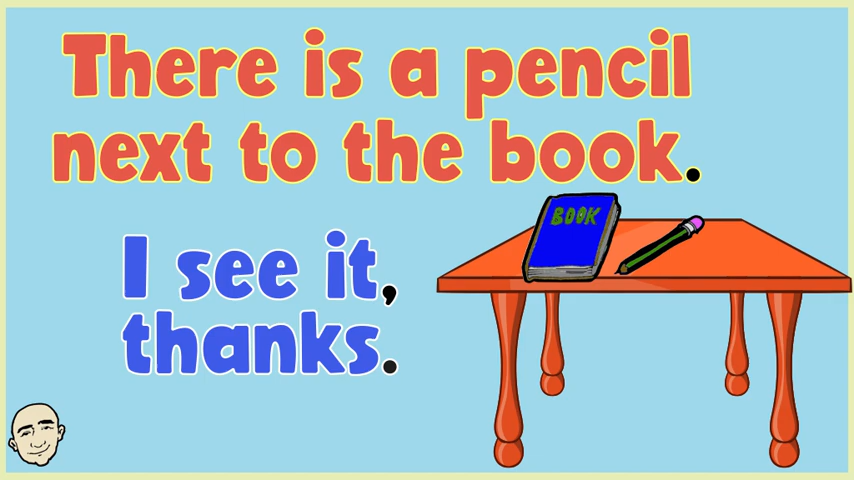 There is a pencil
next to the book.
BOOK
I see it,
thanks.